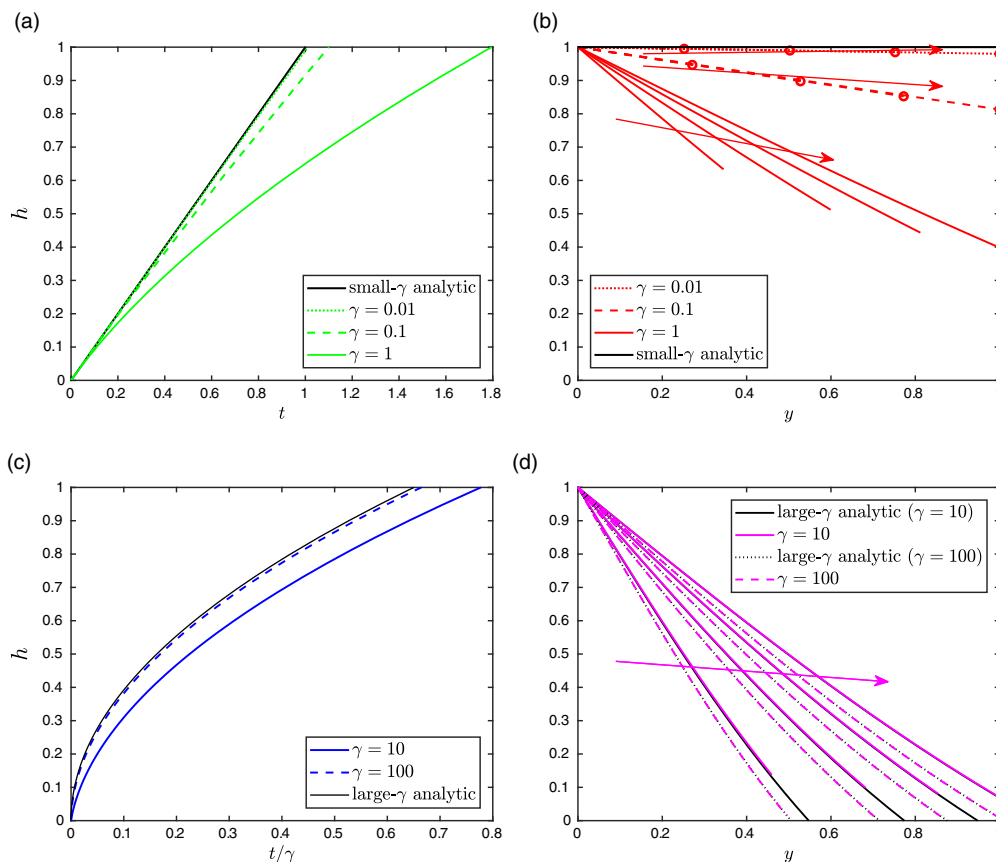 (a)
1
0.9
0.8
0.7
0.6
0.5
0.4
0.3
0.2
0.1
0
h
small-γ analytic
γ = 0.01
γ = 0.1
γ = 1
0 0.2 0.4 0.6 0.8 1.0 1.2 1.4 1.6 1.8
t
(b)
1
0.9
0.8
0.7
0.6
0.5
0.4
0.3
0.2
0.1
0
γ = 0.01
γ = 0.1
γ = 1
small-γ analytic
0 0.2 0.4 0.6 0.8
y
(c)
1
0.9
0.8
0.7
0.6
0.5
0.4
0.3
0.2
0.1
0
h
γ = 10
γ = 100
large-γ analytic
0 0.1 0.2 0.3 0.4 0.5 0.6 0.7 0.8
t/γ
(d)
1
0.9
0.8
0.7
0.6
0.5
0.4
0.3
0.2
0.1
0
large-γ analytic (γ = 10)
γ = 10
large-γ analytic (γ = 100)
γ = 100
0 0.2 0.4 0.6 0.8
y